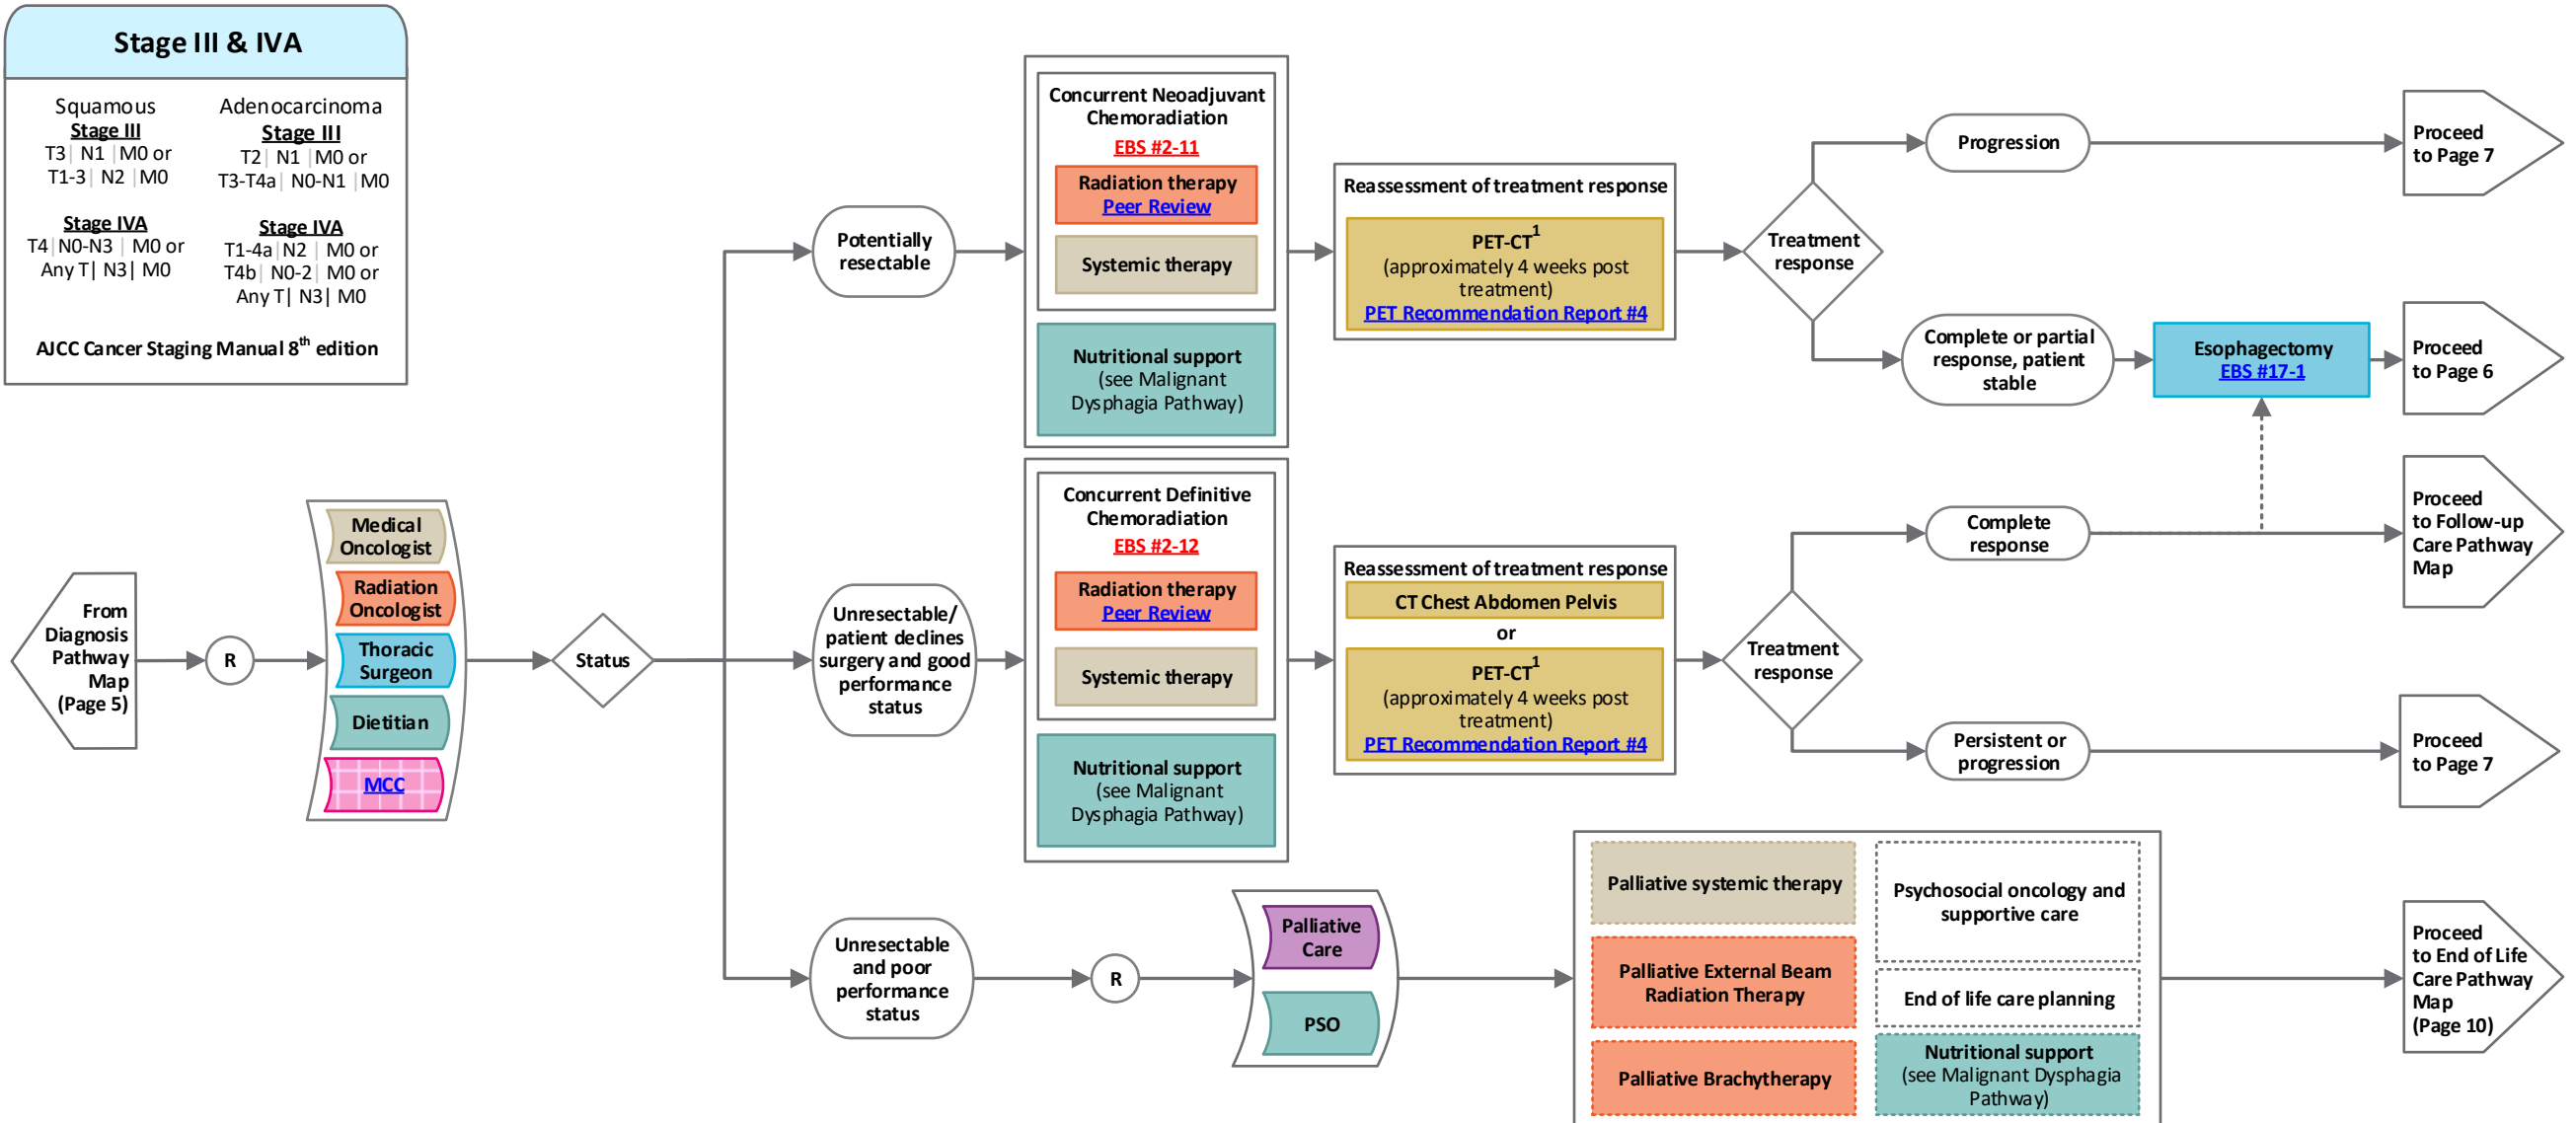 Stage III & IVA
Squamous
Stage III
T3| N1 |M0 or
T1-3| N2 |M0
Stage IVA
T4|N0-N3 | M0 or
Any T| N3| M0
Adenocarcinoma
Stage III
T2| N1 |M0 or
T3-T4a| N0-N1 |M0
Stage IVA
T1-4a|N2 | M0 or
T4b| N0-2| M0 or
Any T| N3| M0
AJCC Cancer Staging Manual 8th edition
From
Diagnosis
Pathway
Map
(Page 5)
R
Medical
Oncologist
Radiation
Oncologist
Thoracic
Surgeon
Dietitian
MCC
Status
Potentially
resectable
Concurrent Neoadjuvant
Chemoradiation
EBS #2-11
Radiation therapy
Peer Review
Systemic therapy
Nutritional support
(see Malignant
Dysphagia Pathway)
Reassessment of treatment response
PET-CT1
(approximately 4 weeks post
treatment)
PET Recommendation Report #4
Treatment
response
Progression
Proceed
to Page 7
Complete or partial
response, patient
stable
Esophagectomy
EBS #17-1
Proceed
to Page 6
Unresectable/
patient declines
surgery and good
performance
status
Concurrent Definitive
Chemoradiation
EBS #2-12
Radiation therapy
Peer Review
Systemic therapy
Nutritional support
(see Malignant
Dysphagia Pathway)
Reassessment of treatment response
CT Chest Abdomen Pelvis
or
PET-CT1
(approximately 4 weeks post
treatment)
PET Recommendation Report #4
Treatment
response
Complete
response
Proceed
to Follow-up
Care Pathway
Map
Persistent or
progression
Proceed
to Page 7
Unresectable
and poor
performance
status
R
Palliative
Care
PSO
Palliative systemic therapy
Palliative External Beam
Radiation Therapy
Palliative Brachytherapy
Psychosocial oncology and
supportive care
End of life care planning
Nutritional support
(see Malignant Dysphagia
Pathway)
Proceed
to End of Life
Care Pathway
Map
(Page 10)